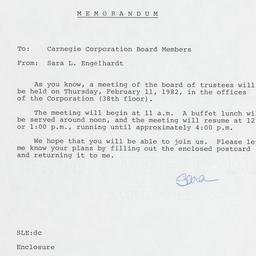 MEMORANDUM
To: Carnegie Corporation Board Members
From: Sara L. Engelhardt
As you know, a meeting of the board of trustees will
be held on Thursday, February 11, 1982, in the offices
of the Corporation (38th floor).
The meeting will begin at 11 a.m. A buffet lunch wil
be served around noon, and the meeting will resume at 12
or 1:00 p.m., running until approximately 4:00 p.m.
We hope that you will be able to join us. Please le
me know your plans by filling out the enclosed postcard
and returning it to me.
Sara
SLE:dc
Enclosure